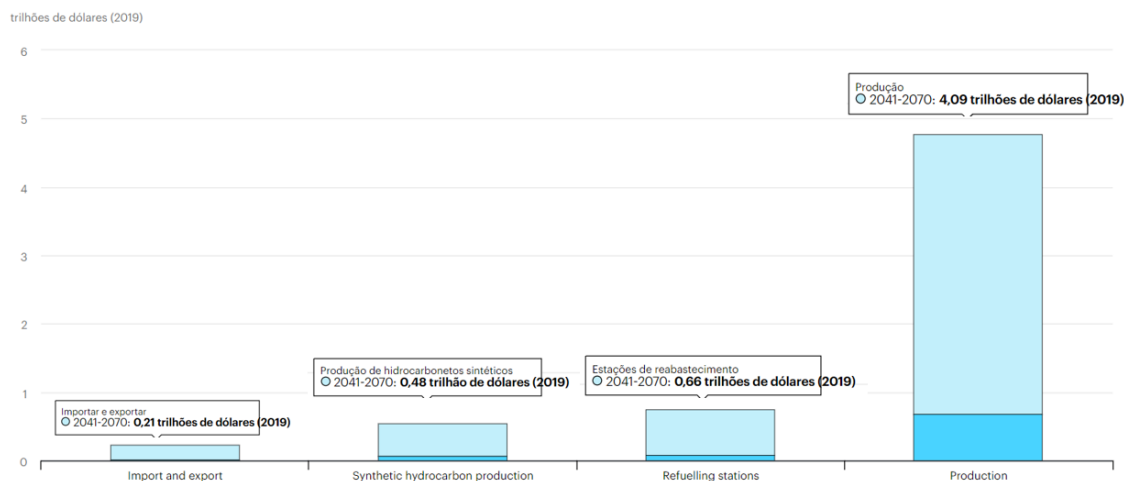 trilhões de dólares (2019)
6
5
4
3
2
1
0
Produção
2041-2070: 4,09 trilhões de dólares (2019)
Produção de hidrocarbonetos sintéticos
2041-2070: 0,48 trilhão de dólares (2019)
Estações de reabastecimento
2041-2070: 0,66 trilhões de dólares (2019)
Importar e exportar
2041-2070: 0,21 trilhões de dólares (2019)
Import and export
Synthetic hydrocarbon production
Refuelling stations
Production